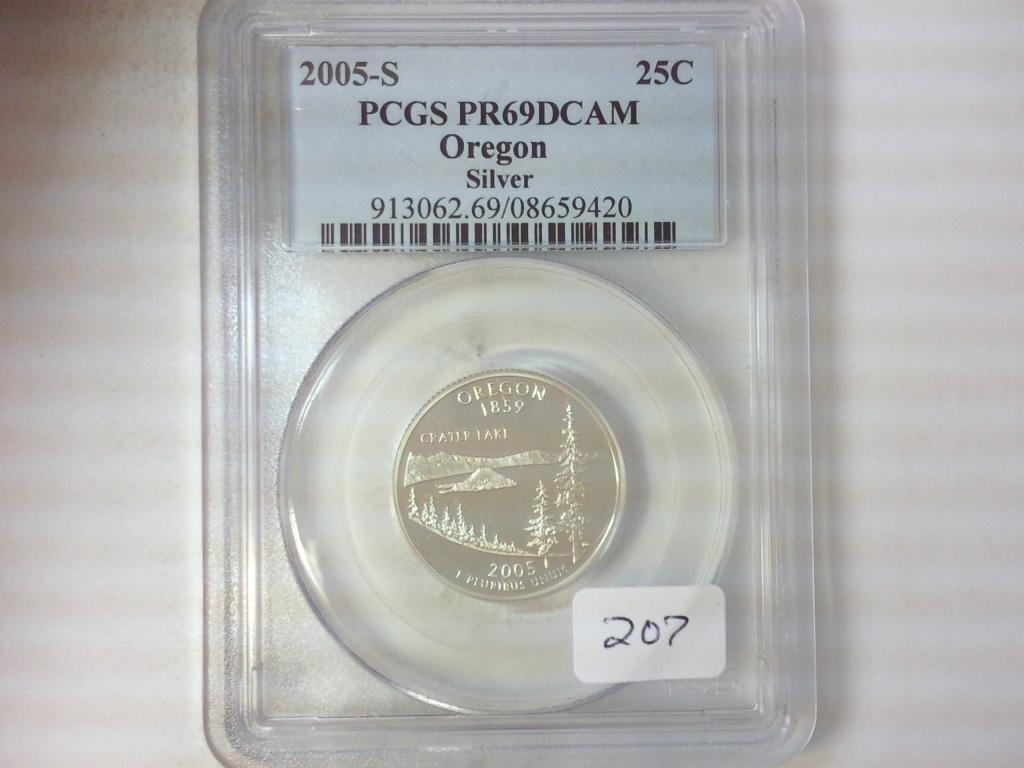 2005-S 25C
PCGS PR69DCAM
Oregon
Silver
913062.69/08659420
OREGON
1859
CRATER LAKE
2005
E PLURIBUS UNUM
207